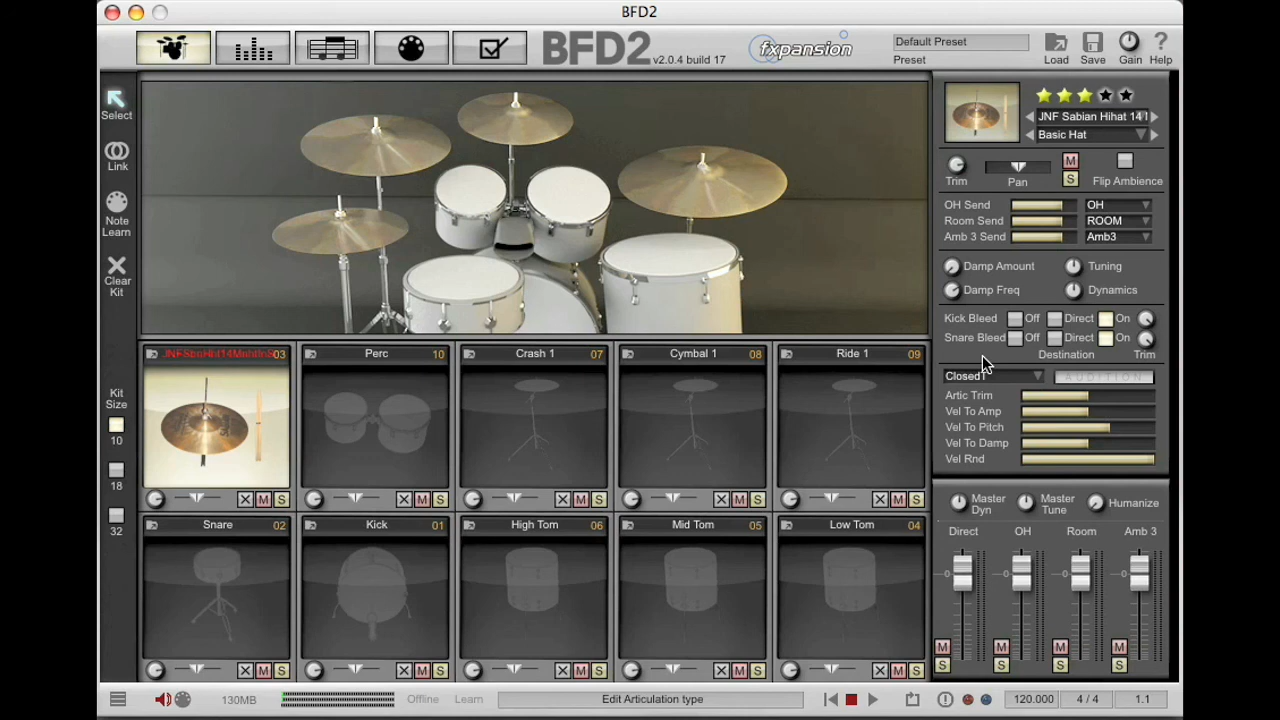 BFD2
BFD2 v2.0.4 build 17
fxpansion
Default Preset
Preset
Load
Save
Gain
Help
Select
Link
Note
Learn
Clear
Kit
Kit
Size
10
18
32
JNF Sabian Hihat 14
Basic Hat
Trim
Pan
M
S
Flip Ambience
OH Send OH
Room Send ROOM
Amb 3 Send Amb3
Damp Amount Tuning
Damp Freq Dynamics
Kick Bleed Off Direct On
Snare Bleed Off Direct On
Destination Trim
Closed1 AUDITION
Artic Trim
Vel To Amp
Vel To Pitch
Vel To Damp
Vel Rnd
03
Perc 10
Crash 1 07
Cymbal 1 08
Ride 1 09
X M S X M S X M S X M S X M S
Snare 02
Kick 01
High Tom 06
Mid Tom 05
Low Tom 04
X M S X M S X M S X M S X M S
Master
Dyn
Master
Tune
Humanize
Direct OH Room Amb 3
0 0 0 0
M M M M
S S S S
130MB
Offline
Learn
Edit Articulation type
120.000
4 / 4
1.1